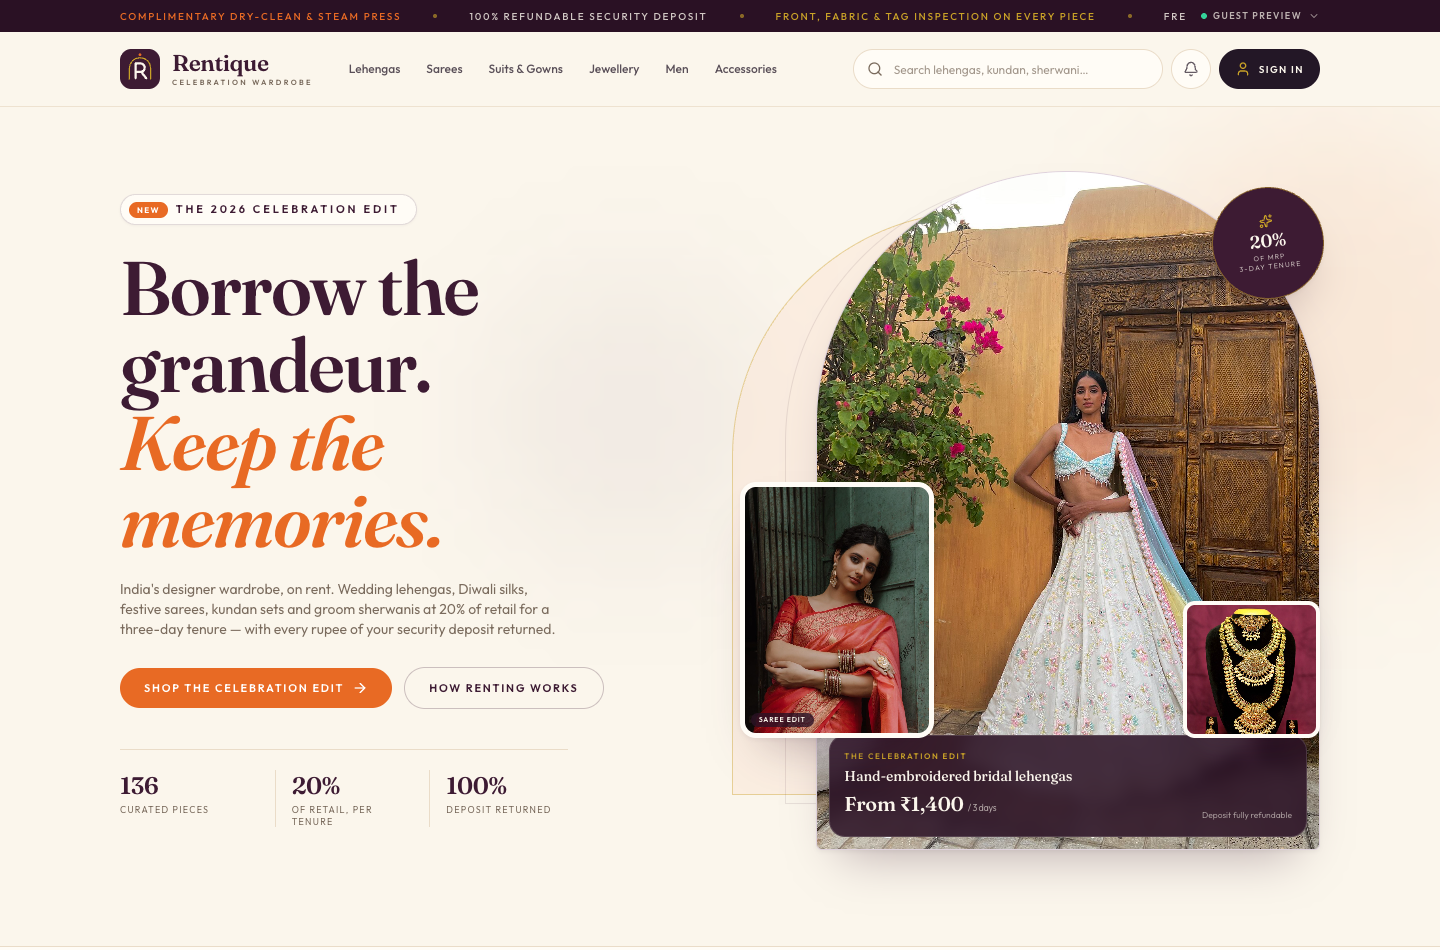 COMPLIMENTARY DRY-CLEAN & STEAM PRESS
100% REFUNDABLE SECURITY DEPOSIT
FRONT, FABRIC & TAG INSPECTION ON EVERY PIECE
FRE
GUEST PREVIEW
Rentique
CELEBRATION WARDROBE
Lehengas
Sarees
Suits & Gowns
Jewellery
Men
Accessories
Search lehengas, kundan, sherwani...
SIGN IN
NEW THE 2026 CELEBRATION EDIT
Borrow the
grandeur.
Keep the
memories.
India's designer wardrobe, on rent. Wedding lehengas, Diwali silks,
festive sarees, kundan sets and groom sherwanis at 20% of retail for a
three-day tenure — with every rupee of your security deposit returned.
SHOP THE CELEBRATION EDIT
HOW RENTING WORKS
136
CURATED PIECES
20%
OF RETAIL, PER
TENURE
100%
DEPOSIT RETURNED
20%
OF MRP
3-DAY TENURE
SAREE EDIT
THE CELEBRATION EDIT
Hand-embroidered bridal lehengas
From ₹1,400 / 3 days
Deposit fully refundable